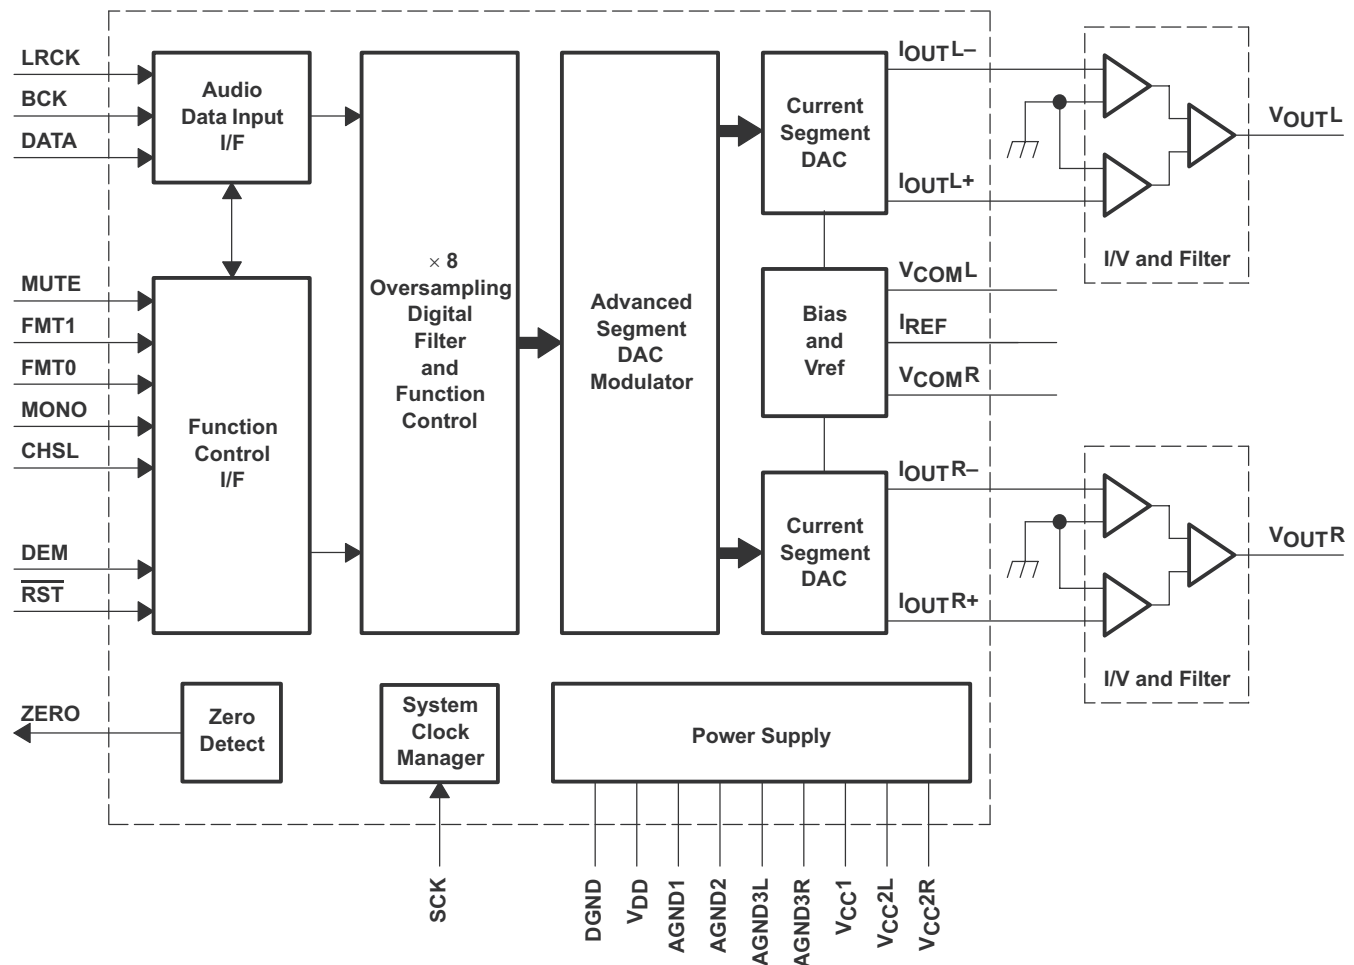 LRCK
BCK
DATA
Audio
Data Input
I/F
MUTE
FMT1
FMT0
MONO
CHSL
DEM
RST
Function
Control
I/F
× 8
Oversampling
Digital
Filter
and
Function
Control
Advanced
Segment
DAC
Modulator
Current
Segment
DAC
Bias
and
Vref
Current
Segment
DAC
IOUTL–
IOUTL+
VCOML
IREF
VCOMR
IOUTR–
IOUTR+
VOUTL
I/V and Filter
VOUTR
I/V and Filter
ZERO
Zero
Detect
System
Clock
Manager
Power Supply
SCK
DGND
VDD
AGND1
AGND2
AGND3L
AGND3R
VCC1
VCC2L
VCC2R